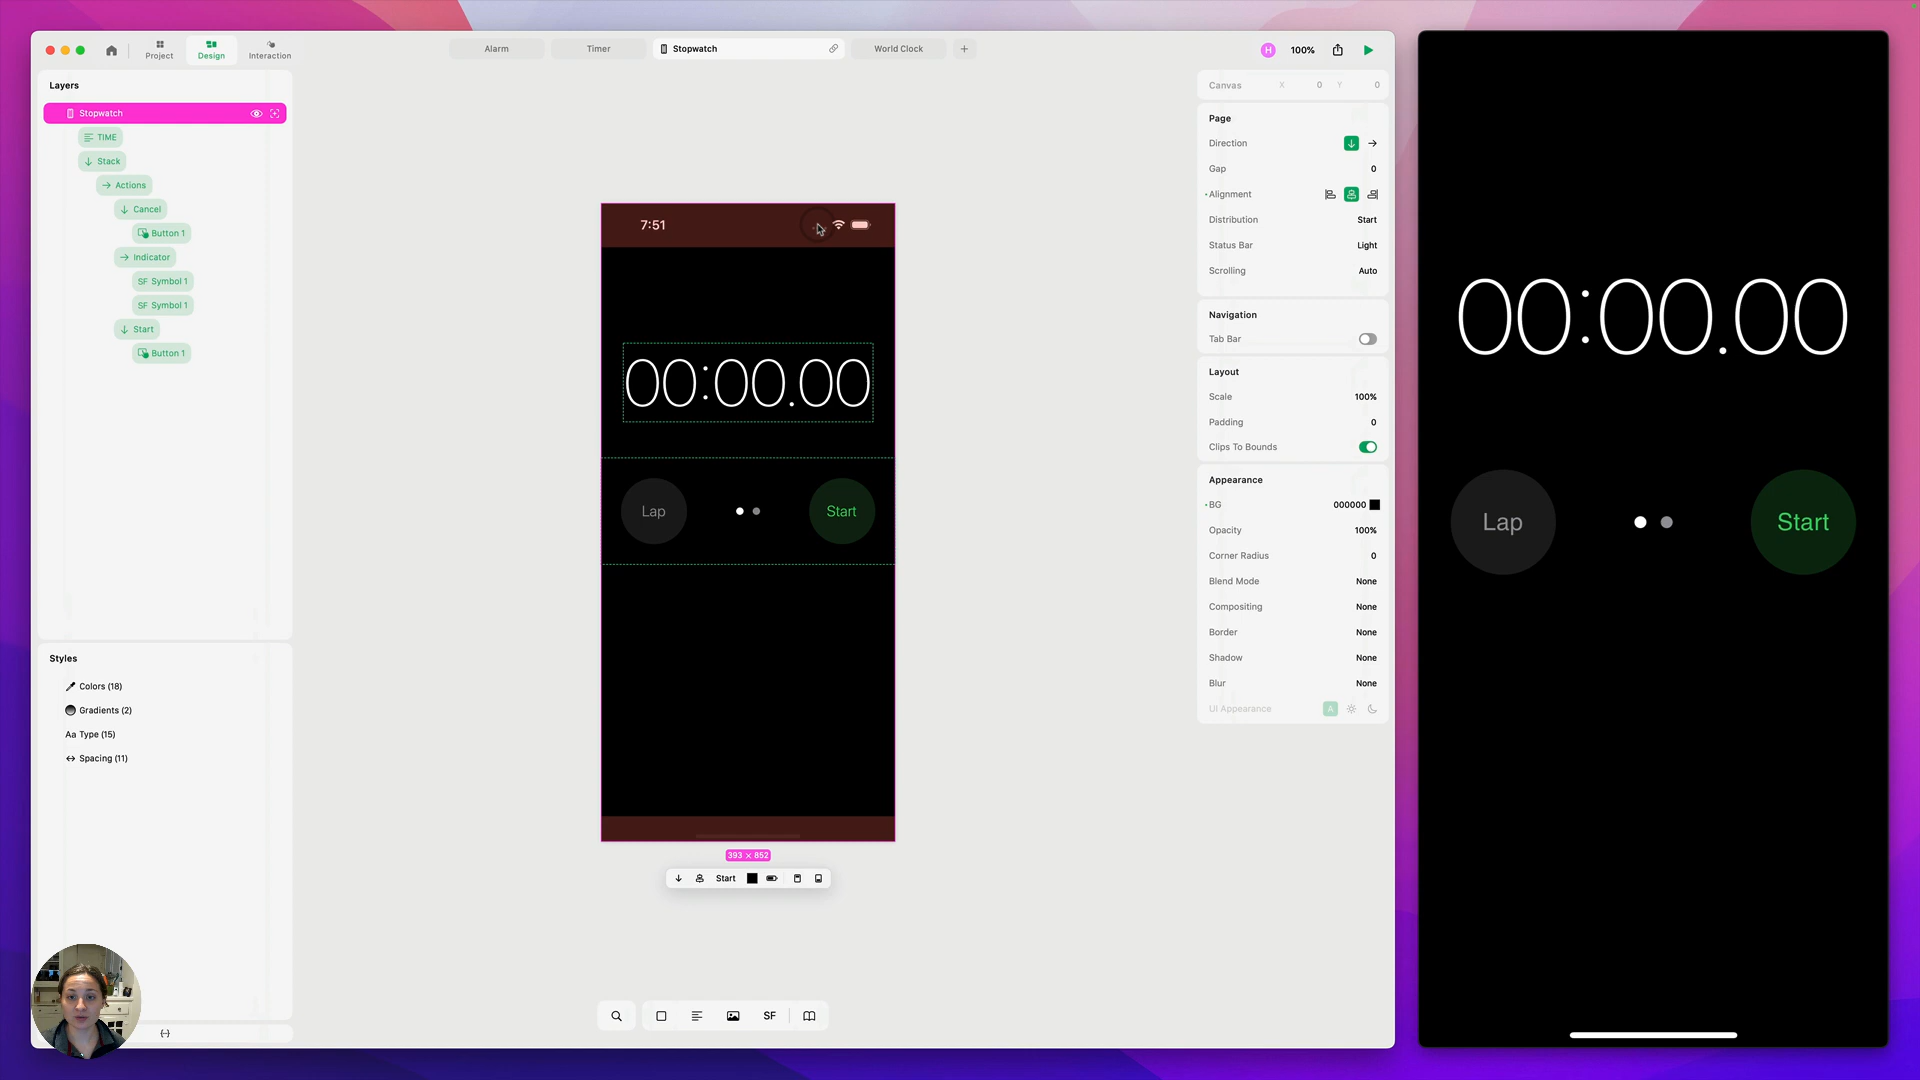 Project
Design
Interaction
Alarm
Timer
Stopwatch
World Clock
H
100%
Layers
Stopwatch
TIME
Stack
Actions
Cancel
Button 1
Indicator
SF Symbol 1
SF Symbol 1
Start
Button 1
Styles
Colors (18)
Gradients (2)
Aa Type (15)
Spacing (11)
7:51
00:00.00
Lap
Start
393 × 852
Start
SF
Canvas X 0 Y 0
Page
Direction
Gap 0
Alignment
Distribution Start
Status Bar Light
Scrolling Auto
Navigation
Tab Bar
Layout
Scale 100%
Padding 0
Clips To Bounds
Appearance
BG 000000
Opacity 100%
Corner Radius 0
Blend Mode None
Compositing None
Border None
Shadow None
Blur None
UI Appearance A
00:00.00
Lap
Start